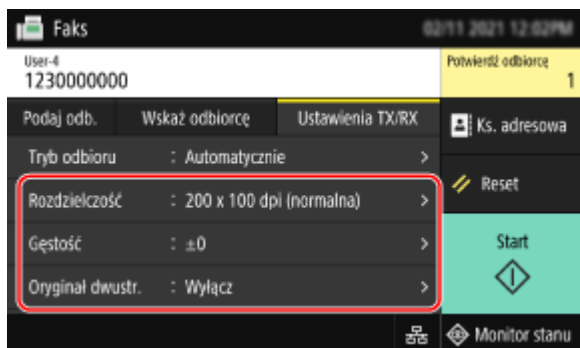 Faks
02/11 2021 12:02PM
User-4
1230000000
Potwierdź odbiorcę
1
Podaj odb.
Wskaż odbiorcę
Ustawienia TX/RX
Ks. adresowa
Tryb odbioru : Automatycznie
Rozdzielczość : 200 x 100 dpi (normalna)
Reset
Gęstość : ±0
Start
Oryginał dwustr. : Wyłącz
Monitor stanu